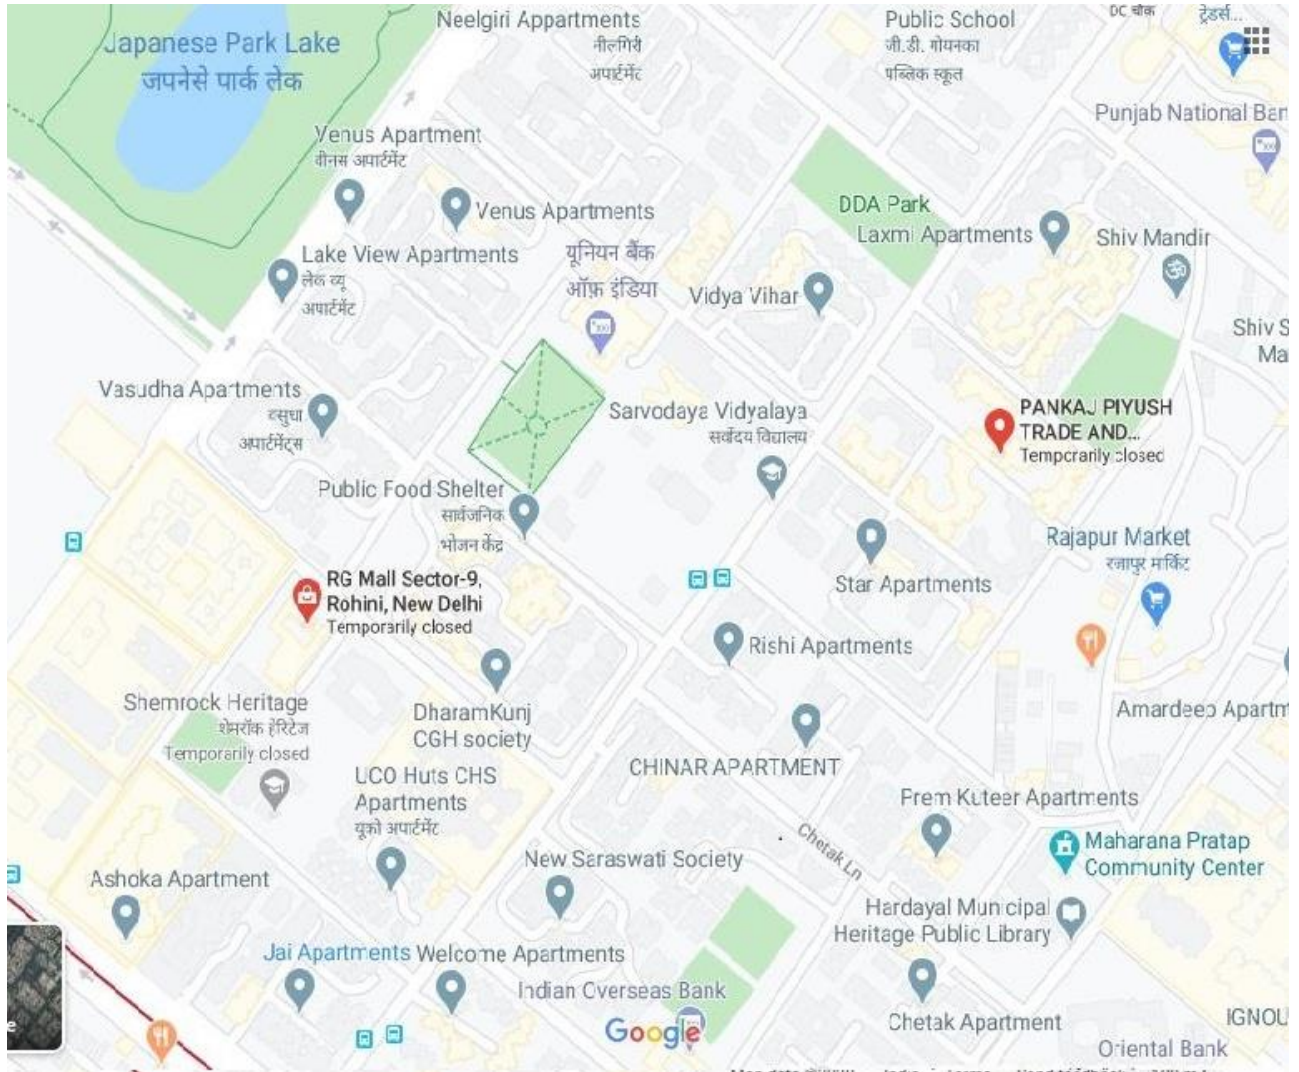 Neelgiri Appartments
नीलगिरी
अपार्टमेंट
Public School
जी.डी. गोयनका
पब्लिक स्कूल
DC चौक
ट्रेडर्स...
Japanese Park Lake
जपनेसे पार्क लेक
Punjab National Ban
Venus Apartment
वीनस अपार्टमेंट
Venus Apartments
DDA Park
Laxmi Apartments
Shiv Mandir
Lake View Apartments
लेक व्यू
अपार्टमेंट
यूनियन बैंक
ऑफ़ इंडिया
Vidya Vihar
Shiv S
Ma
Vasudha Apartments
वसुधा
अपार्टमेंट्स
Sarvodaya Vidyalaya
सर्वोदय विद्यालय
PANKAJ PIYUSH
TRADE AND...
Temporarily closed
Public Food Shelter
सार्वजनिक
भोजन केंद्र
Rajapur Market
रजापुर मार्किट
RG Mall Sector-9,
Rohini, New Delhi
Temporarily closed
Star Apartments
Rishi Apartments
Shemrock Heritage
शेमरॉक हेरिटेज
Temporarily closed
DharamKunj
CGH society
Amardeep Apartm
CHINAR APARTMENT
UCO Huts CHS
Apartments
यूको अपार्टमेंट
Prem Kuteer Apartments
Chetak Ln
Maharana Pratap
Community Center
New Saraswati Society
Ashoka Apartment
Hardayal Municipal
Heritage Public Library
Jai Apartments
Welcome Apartments
Indian Overseas Bank
Google
Chetak Apartment
IGNOU
Oriental Bank
e